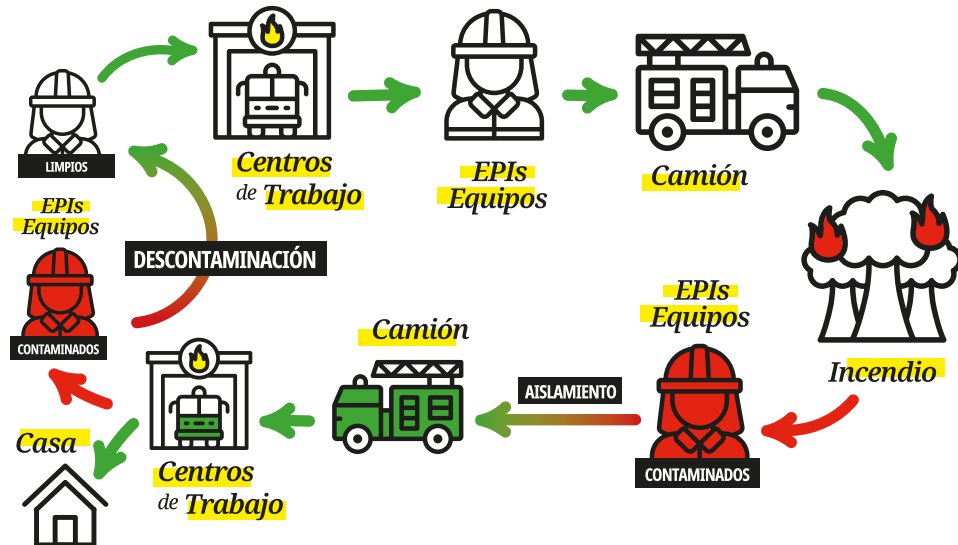 LIMPIOS
EPIs
Equipos
CONTAMINADOS
DESCONTAMINACIÓN
Centros
de Trabajo
EPIs
Equipos
Camión
Incendio
EPIs
Equipos
CONTAMINADOS
AISLAMIENTO
Camión
Centros
de Trabajo
Casa